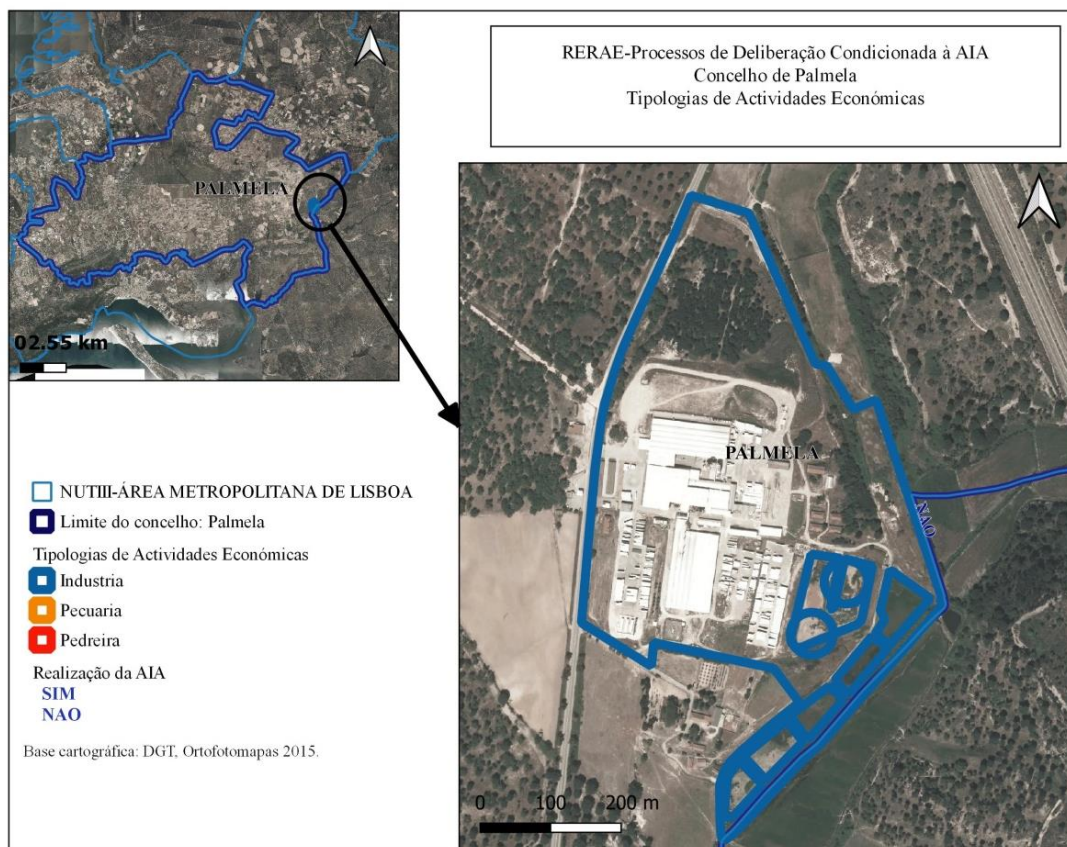 RERAE-Processos de Deliberação Condicionada à AIA
Concelho de Palmela
Tipologias de Actividades Económicas
PALMELA
02.55 km
PALMELA
NAO
NUTIII-ÁREA METROPOLITANA DE LISBOA
Limite do concelho: Palmela
Tipologias de Actividades Económicas
Industria
Pecuaria
Pedreira
Realização da AIA
SIM
NAO
Base cartográfica: DGT, Ortofotomapas 2015.
0 100 200 m